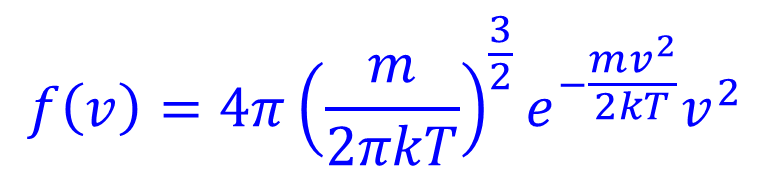 f(v) = 4π (m/2πkT)^(3/2) e^(−mv²/2kT) v²